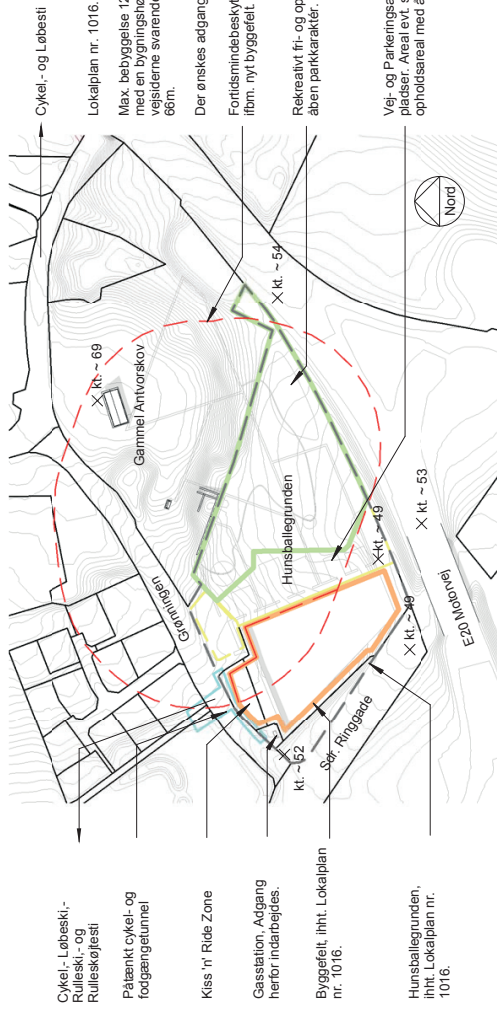 Cykel,- Løbeski,-
Rulleski,- og
Rulleskøjtesti
Påtænkt cykel- og
fodgængetunnel
Kiss 'n' Ride Zone
Gasstation, Adgang
herfor indarbejdes.
Byggefelt, ihht. Lokalplan
nr. 1016.
Hunsballegrunden,
ihht. Lokalplan nr.
1016.
kt. ~ 69
Gammel Antvorskov
Grønningen
kt. ~ 54
Hunsballegrunden
kt. ~ 49
kt. ~ 53
kt. ~ 52
Sdr. Ringgade
kt. ~ 49
E20 Motorvej
Nord
Cykel,- og Løbesti
Lokalplan nr. 1016.
Max. bebyggelse 12
med en bygningshø
vejsiderne svarende
66m.
Der ønskes adgang
Fortidsmindebeskyt
ifbm. nyt byggefelt.
Rekreativt fri- og op
åben parkkaraktér.
Vej- og Parkeringsa
pladser. Areal evt. s
opholdsareal med å